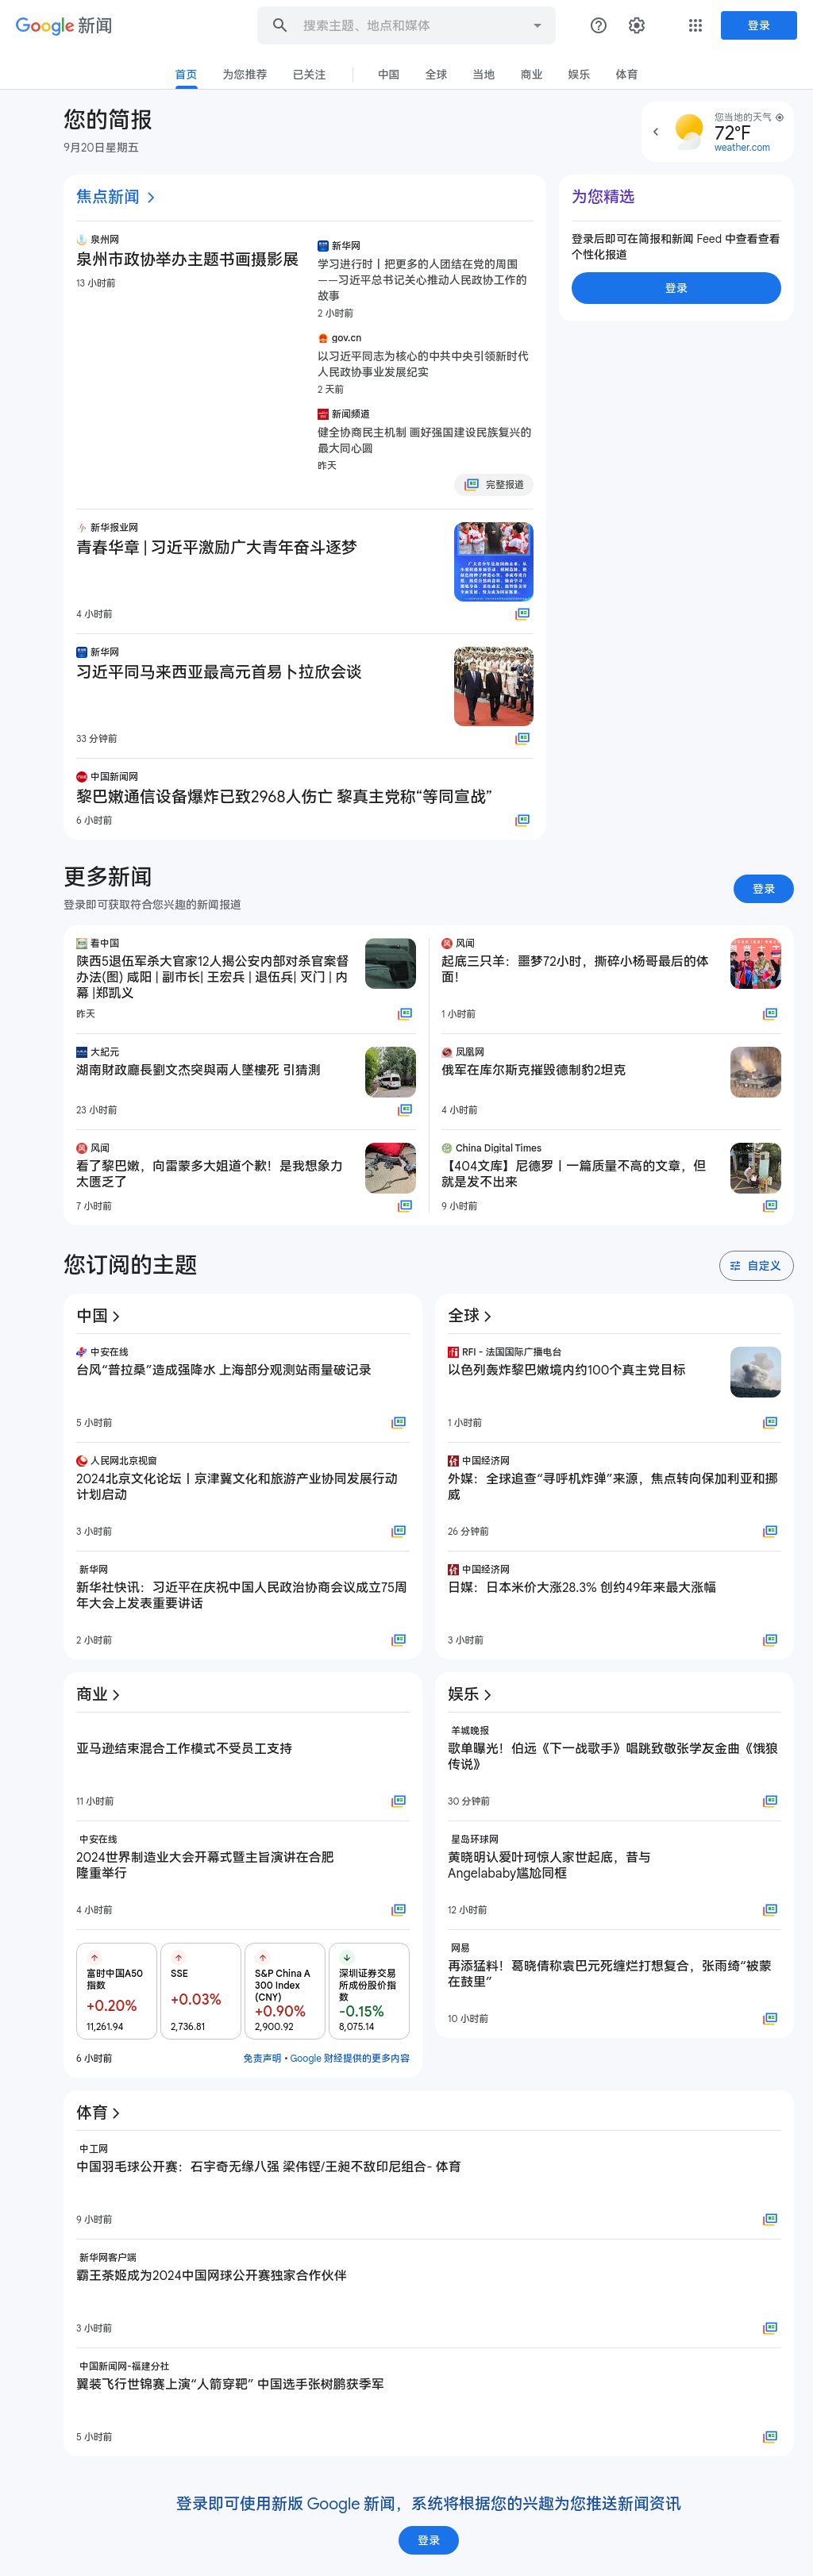 Google 新闻
搜索主题、地点和媒体
登录
首页 为您推荐 已关注 中国 全球 当地 商业 娱乐 体育
您的简报
9月20日星期五
您当地的天气
72°F
weather.com
焦点新闻
泉州网
泉州市政协举办主题书画摄影展
13 小时前
新华网
学习进行时丨把更多的人团结在党的周围
——习近平总书记关心推动人民政协工作的
故事
2 小时前
gov.cn
以习近平同志为核心的中共中央引领新时代
人民政协事业发展纪实
2 天前
新闻频道
健全协商民主机制 画好强国建设民族复兴的
最大同心圆
昨天
完整报道
新华报业网
青春华章 | 习近平激励广大青年奋斗逐梦
4 小时前
新华网
习近平同马来西亚最高元首易卜拉欣会谈
33 分钟前
中国新闻网
黎巴嫩通信设备爆炸已致2968人伤亡 黎真主党称“等同宣战”
6 小时前
为您精选
登录后即可在简报和新闻 Feed 中查看查看
个性化报道
登录
更多新闻
登录即可获取符合您兴趣的新闻报道
登录
看中国
陕西5退伍军杀大官家12人揭公安内部对杀官案督
办法(图) 咸阳 | 副市长| 王宏兵 | 退伍兵| 灭门 | 内
幕 |郑凯义
昨天
大紀元
湖南財政廳長劉文杰突與兩人墜樓死 引猜測
23 小时前
风闻
看了黎巴嫩，向雷蒙多大姐道个歉！是我想象力
太匮乏了
7 小时前
风闻
起底三只羊：噩梦72小时，撕碎小杨哥最后的体
面！
1 小时前
凤凰网
俄军在库尔斯克摧毁德制豹2坦克
4 小时前
China Digital Times
【404文库】尼德罗丨一篇质量不高的文章，但
就是发不出来
9 小时前
您订阅的主题
自定义
中国
中安在线
台风“普拉桑”造成强降水 上海部分观测站雨量破记录
5 小时前
人民网北京视窗
2024北京文化论坛丨京津冀文化和旅游产业协同发展行动
计划启动
3 小时前
新华网
新华社快讯：习近平在庆祝中国人民政治协商会议成立75周
年大会上发表重要讲话
2 小时前
全球
RFI - 法国国际广播电台
以色列轰炸黎巴嫩境内约100个真主党目标
1 小时前
中国经济网
外媒：全球追查“寻呼机炸弹”来源，焦点转向保加利亚和挪
威
26 分钟前
中国经济网
日媒：日本米价大涨28.3% 创约49年来最大涨幅
3 小时前
商业
亚马逊结束混合工作模式不受员工支持
11 小时前
中安在线
2024世界制造业大会开幕式暨主旨演讲在合肥
隆重举行
4 小时前
富时中国A50
指数
+0.20%
11,261.94
SSE
+0.03%
2,736.81
S&P China A
300 Index
(CNY)
+0.90%
2,900.92
深圳证券交易
所成份股价指
数
-0.15%
8,075.14
6 小时前
免责声明 • Google 财经提供的更多内容
娱乐
羊城晚报
歌单曝光！伯远《下一战歌手》唱跳致敬张学友金曲《饿狼
传说》
30 分钟前
星岛环球网
黄晓明认爱叶珂惊人家世起底，昔与
Angelababy尴尬同框
12 小时前
网易
再添猛料！葛晓倩称袁巴元死缠烂打想复合，张雨绮“被蒙
在鼓里”
10 小时前
体育
中工网
中国羽毛球公开赛：石宇奇无缘八强 梁伟铿/王昶不敌印尼组合- 体育
9 小时前
新华网客户端
霸王茶姬成为2024中国网球公开赛独家合作伙伴
3 小时前
中国新闻网-福建分社
翼装飞行世锦赛上演“人箭穿靶” 中国选手张树鹏获季军
5 小时前
登录即可使用新版 Google 新闻，系统将根据您的兴趣为您推送新闻资讯
登录